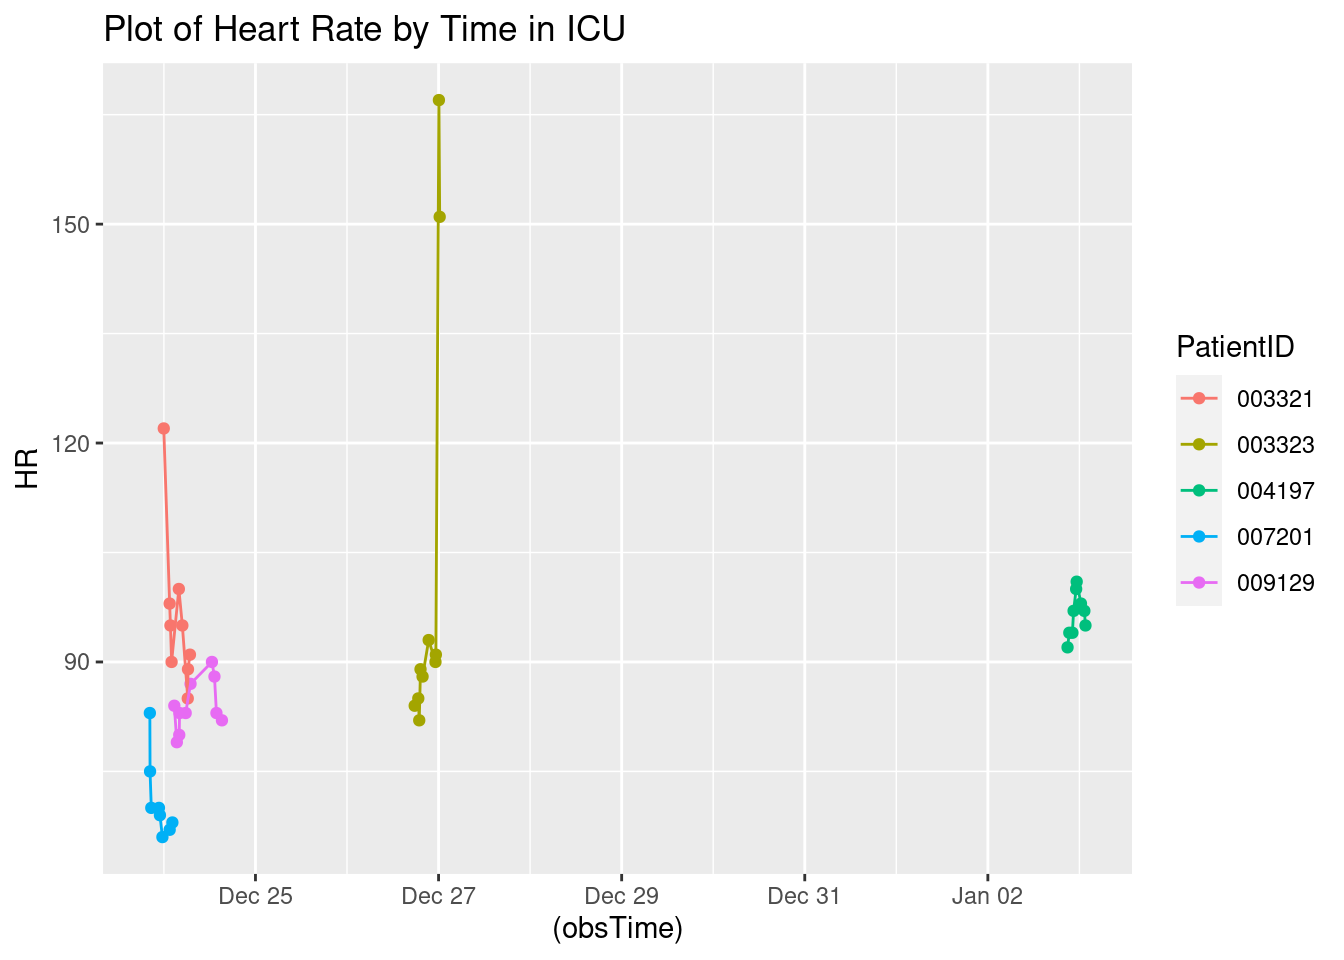 Plot of Heart Rate by Time in ICU
150
120
90
HR
Dec 25
Dec 27
Dec 29
Dec 31
Jan 02
(obsTime)
PatientID
003321
003323
004197
007201
009129